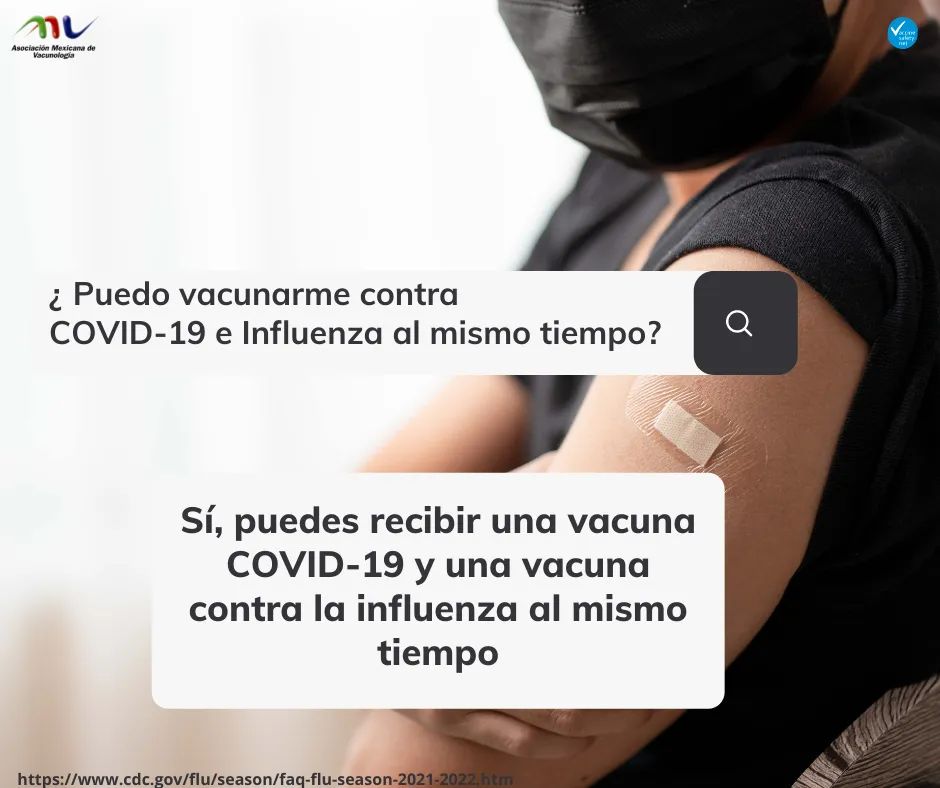 Asociación Mexicana de
Vacunología
vaccine
safety
net
¿ Puedo vacunarme contra
COVID-19 e Influenza al mismo tiempo?
Sí, puedes recibir una vacuna
COVID-19 y una vacuna
contra la influenza al mismo
tiempo
https://www.cdc.gov/flu/season/faq-flu-season-2021-2022.htm